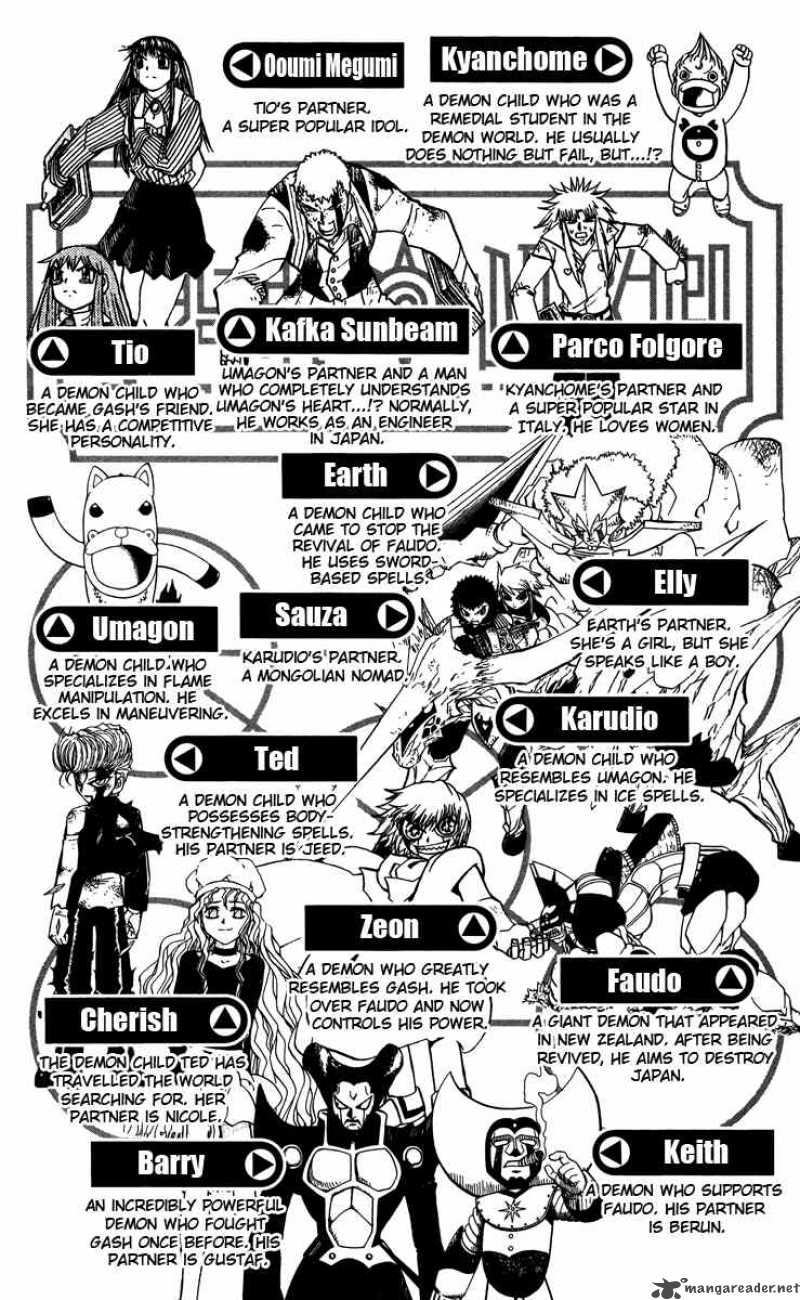 Ooumi Megumi
TIO'S PARTNER.
A SUPER POPULAR IDOL.
Kyanchome
A DEMON CHILD WHO WAS A
REMEDIAL STUDENT IN THE
DEMON WORLD. HE USUALLY
DOES NOTHING BUT FAIL, BUT...!?
Tio
A DEMON CHILD WHO
BECAME GASH'S FRIEND.
SHE HAS A COMPETITIVE
PERSONALITY.
Kafka Sunbeam
UMAGON'S PARTNER AND A MAN
WHO COMPLETELY UNDERSTANDS
UMAGON'S HEART...!? NORMALLY,
HE WORKS AS AN ENGINEER
IN JAPAN.
Parco Folgore
KYANCHOME'S PARTNER AND
A SUPER POPULAR STAR IN
ITALY. HE LOVES WOMEN.
Earth
A DEMON CHILD WHO
CAME TO STOP THE
REVIVAL OF FAUDO.
HE USES SWORD-
BASED SPELLS.
Elly
EARTH'S PARTNER.
SHE'S A GIRL, BUT SHE
SPEAKS LIKE A BOY.
Umagon
A DEMON CHILD WHO
SPECIALIZES IN FLAME
MANIPULATION. HE
EXCELS IN MANEUVERING.
Sauza
KARUDIO'S PARTNER.
A MONGOLIAN NOMAD.
Karudio
A DEMON CHILD WHO
RESEMBLES UMAGON. HE
SPECIALIZES IN ICE SPELLS.
Ted
A DEMON CHILD WHO
POSSESSES BODY-
STRENGTHENING SPELLS.
HIS PARTNER IS JEED.
Zeon
A DEMON WHO GREATLY
RESEMBLES GASH. HE TOOK
OVER FAUDO AND NOW
CONTROLS HIS POWER.
Faudo
A GIANT DEMON THAT APPEARED
IN NEW ZEALAND. AFTER BEING
REVIVED, HE AIMS TO DESTROY
JAPAN.
Cherish
THE DEMON CHILD TED HAS
TRAVELLED THE WORLD
SEARCHING FOR. HER
PARTNER IS NICOLE.
Barry
AN INCREDIBLY POWERFUL
DEMON WHO FOUGHT
GASH ONCE BEFORE. HIS
PARTNER IS GUSTAF.
Keith
A DEMON WHO SUPPORTS
FAUDO. HIS PARTNER
IS BERUN.
mangareader.net